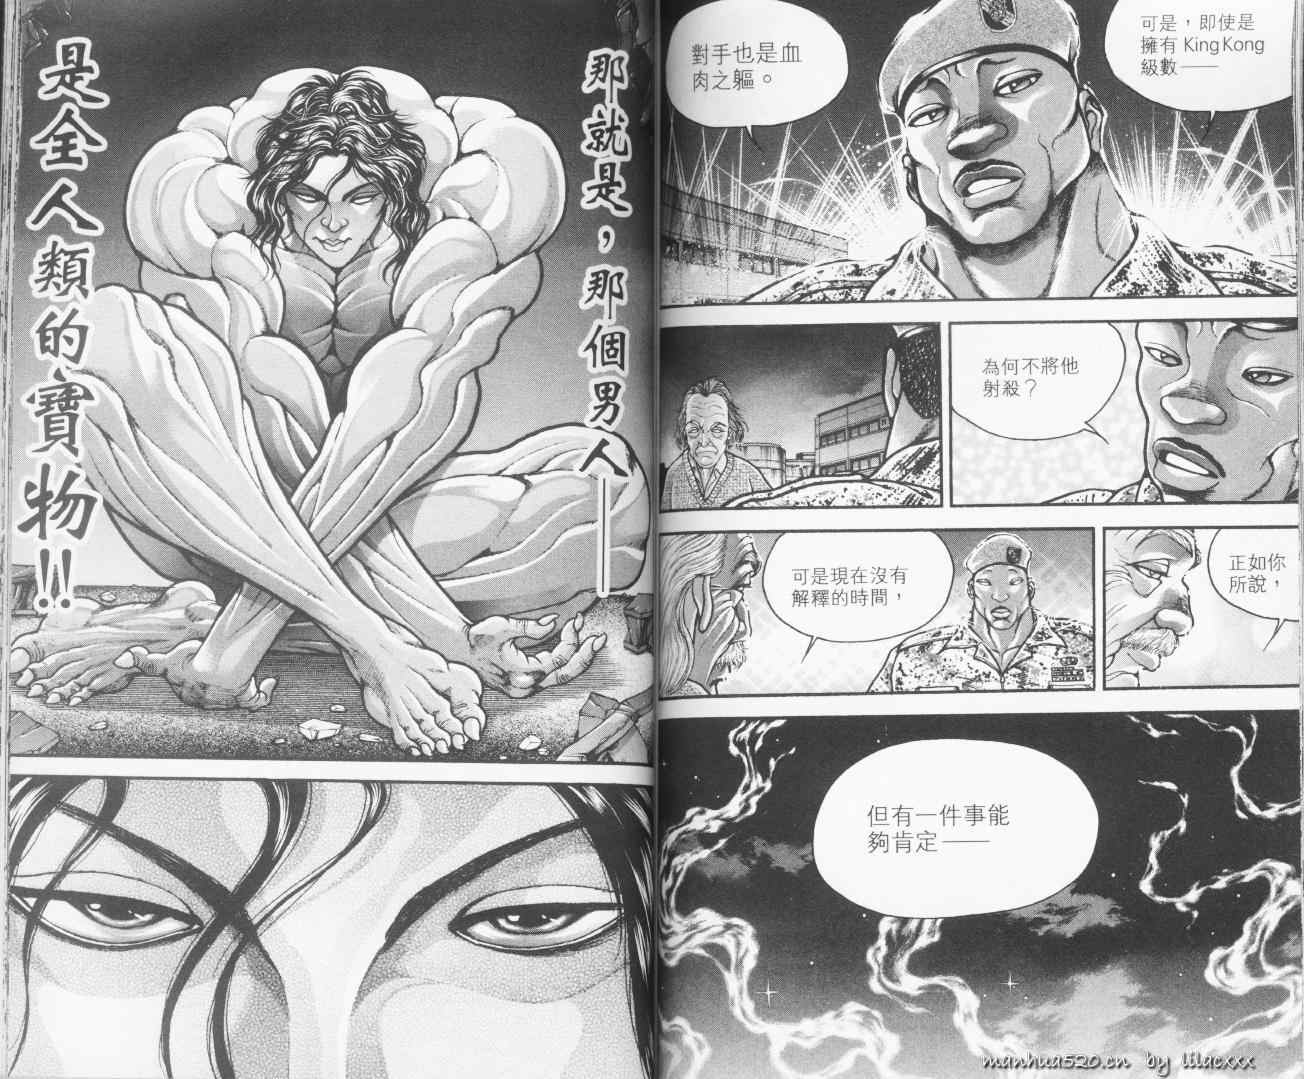 可是，即使是
擁有 King Kong
級數——
對手也是血
肉之軀。
為何不將他
射殺？
正如你
所說，
可是現在沒有
解釋的時間，
但有一件事能
夠肯定——
那就是，那個男人——
是全人類的寶物!!
manhua520.cn by lilacxxx